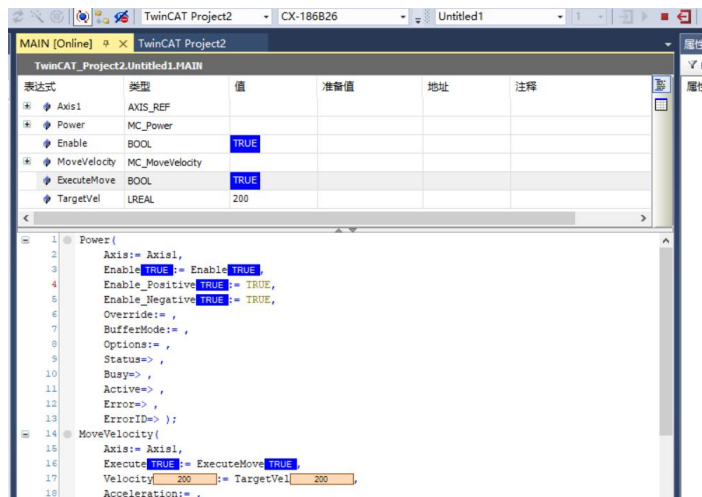 TwinCAT Project2 CX-186B26 Untitled1 1
MAIN [Online] TwinCAT Project2 属性
TwinCAT_Project2.Untitled1.MAIN
表达式 类型 值 准备值 地址 注释
Axis1 AXIS_REF
Power MC_Power
Enable BOOL TRUE
MoveVelocity MC_MoveVelocity
ExecuteMove BOOL TRUE
TargetVel LREAL 200
1 Power(
2 Axis:= Axis1,
3 Enable TRUE := Enable TRUE ,
4 Enable_Positive TRUE := TRUE,
5 Enable_Negative TRUE := TRUE,
6 Override:= ,
7 BufferMode:= ,
8 Options:= ,
9 Status=> ,
10 Busy=> ,
11 Active=> ,
12 Error=> ,
13 ErrorID=> );
14 MoveVelocity(
15 Axis:= Axis1,
16 Execute TRUE := ExecuteMove TRUE ,
17 Velocity 200 := TargetVel 200 ,
18 Acceleration:= ,